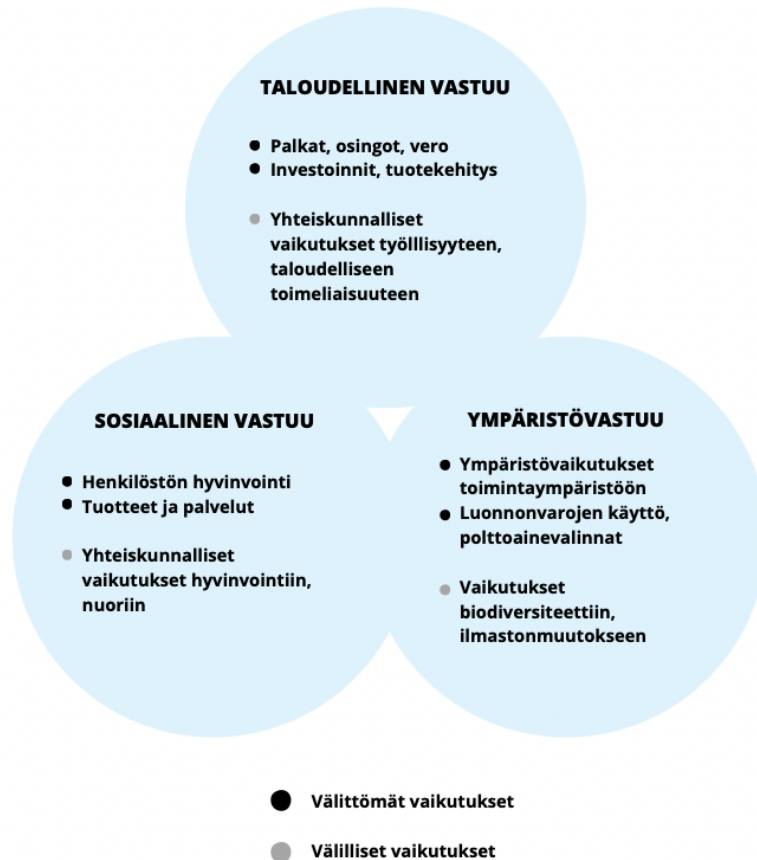 TALOUDELLINEN VASTUU
Palkat, osingot, vero
Investoinnit, tuotekehitys
Yhteiskunnalliset
vaikutukset työlllisyyteen,
taloudelliseen
toimeliaisuuteen
SOSIAALINEN VASTUU
Henkilöstön hyvinvointi
Tuotteet ja palvelut
Yhteiskunnalliset
vaikutukset hyvinvointiin,
nuoriin
YMPÄRISTÖVASTUU
Ympäristövaikutukset
toimintaympäristöön
Luonnonvarojen käyttö,
polttoainevalinnat
Vaikutukset
biodiversiteettiin,
ilmastonmuutokseen
Välittömät vaikutukset
Välilliset vaikutukset